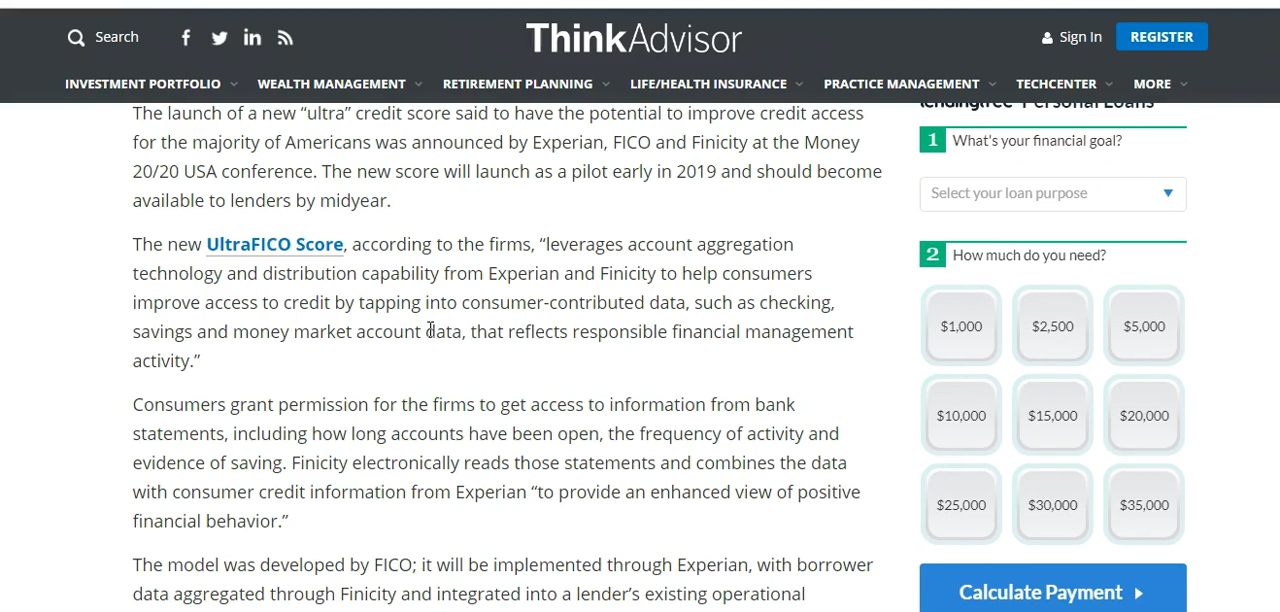 Search
ThinkAdvisor
Sign In
REGISTER
INVESTMENT PORTFOLIO
WEALTH MANAGEMENT
RETIREMENT PLANNING
LIFE/HEALTH INSURANCE
PRACTICE MANAGEMENT
TECHCENTER
MORE
The launch of a new “ultra” credit score said to have the potential to improve credit access
for the majority of Americans was announced by Experian, FICO and Finicity at the Money
20/20 USA conference. The new score will launch as a pilot early in 2019 and should become
available to lenders by midyear.
The new UltraFICO Score, according to the firms, “leverages account aggregation
technology and distribution capability from Experian and Finicity to help consumers
improve access to credit by tapping into consumer-contributed data, such as checking,
savings and money market account data, that reflects responsible financial management
activity.”
Consumers grant permission for the firms to get access to information from bank
statements, including how long accounts have been open, the frequency of activity and
evidence of saving. Finicity electronically reads those statements and combines the data
with consumer credit information from Experian “to provide an enhanced view of positive
financial behavior.”
The model was developed by FICO; it will be implemented through Experian, with borrower
data aggregated through Finicity and integrated into a lender’s existing operational
lendingtree Personal Loans
1 What's your financial goal?
Select your loan purpose
2 How much do you need?
$1,000 $2,500 $5,000
$10,000 $15,000 $20,000
$25,000 $30,000 $35,000
Calculate Payment